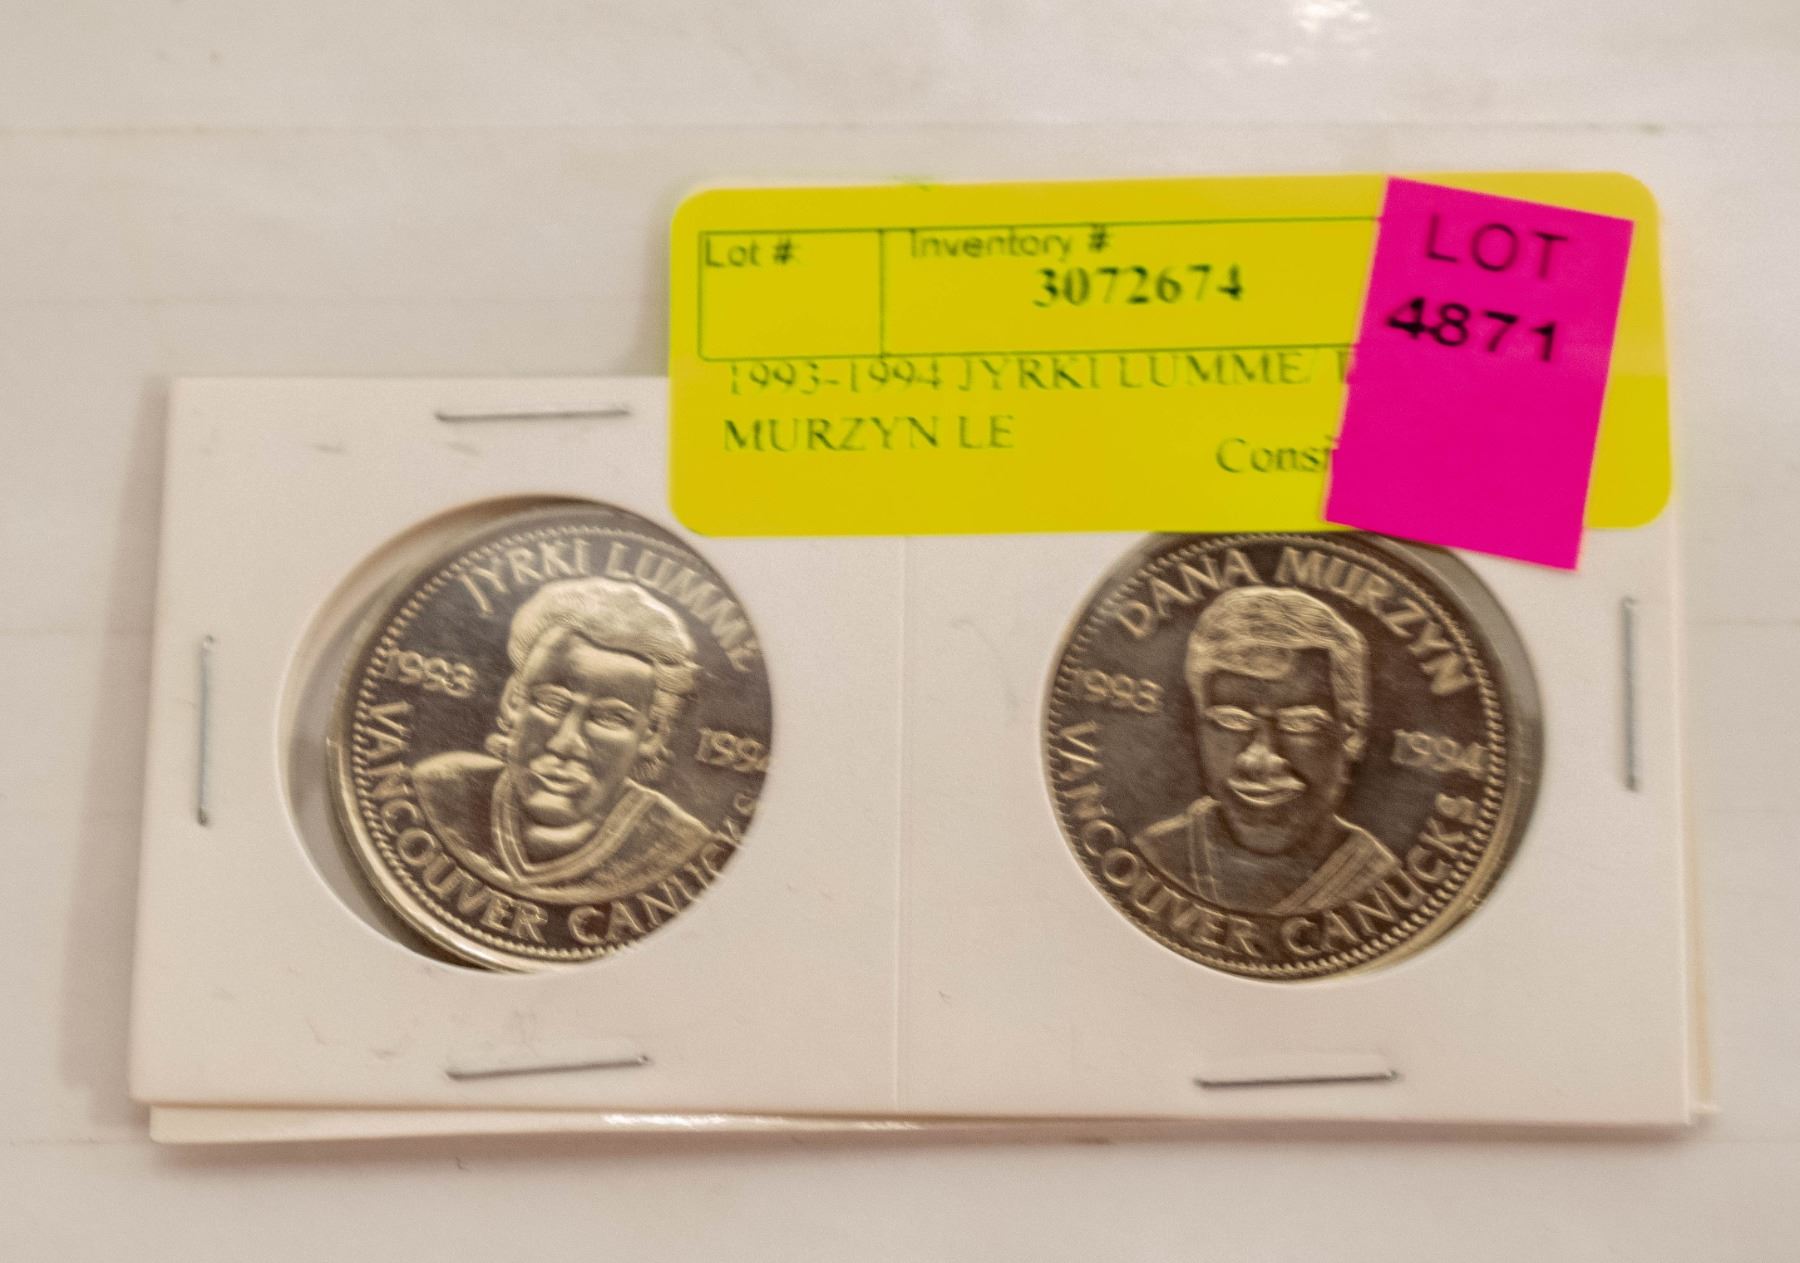 Lot #:
Inventory #
3072674
LOT
4871
1993-1994 JYRKI LUMME/
MURZYN LE
Consi
JYRKI LUMME
1993
1994
VANCOUVER CANUCKS
DANA MURZYN
1993
1994
VANCOUVER CANUCKS